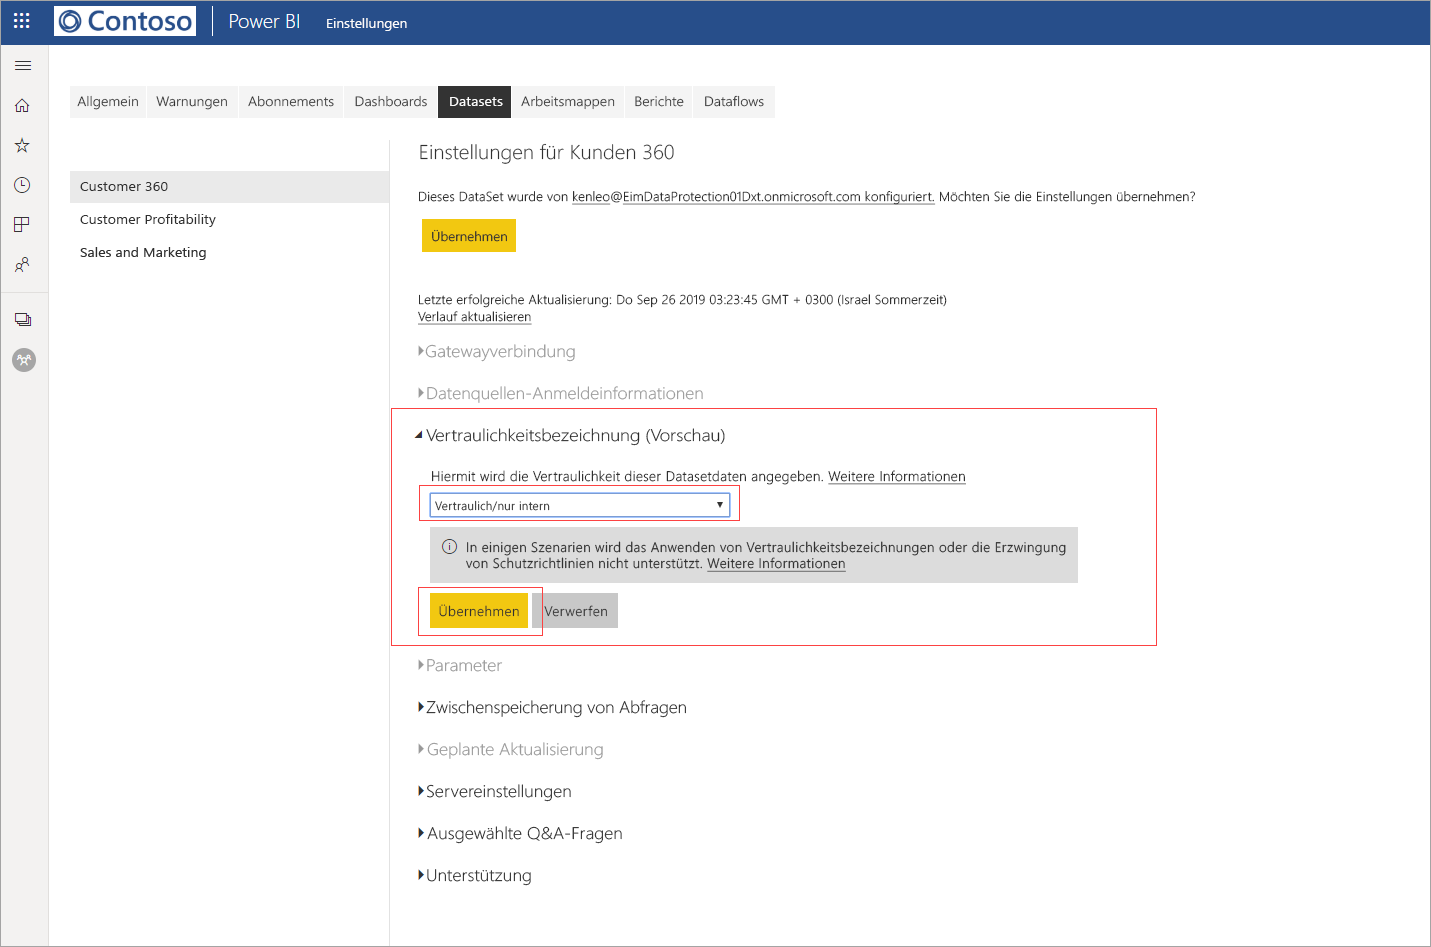 Contoso Power BI Einstellungen
Allgemein Warnungen Abonnements Dashboards Datasets Arbeitsmappen Berichte Dataflows
Customer 360
Customer Profitability
Sales and Marketing
Einstellungen für Kunden 360
Dieses DataSet wurde von kenleo@EimDataProtection01Dxt.onmicrosoft.com konfiguriert. Möchten Sie die Einstellungen übernehmen?
Übernehmen
Letzte erfolgreiche Aktualisierung: Do Sep 26 2019 03:23:45 GMT + 0300 (Israel Sommerzeit)
Verlauf aktualisieren
Gatewayverbindung
Datenquellen-Anmeldeinformationen
Vertraulichkeitsbezeichnung (Vorschau)
Hiermit wird die Vertraulichkeit dieser Datasetdaten angegeben. Weitere Informationen
Vertraulich/nur intern
In einigen Szenarien wird das Anwenden von Vertraulichkeitsbezeichnungen oder die Erzwingung
von Schutzrichtlinien nicht unterstützt. Weitere Informationen
Übernehmen Verwerfen
Parameter
Zwischenspeicherung von Abfragen
Geplante Aktualisierung
Servereinstellungen
Ausgewählte Q&A-Fragen
Unterstützung